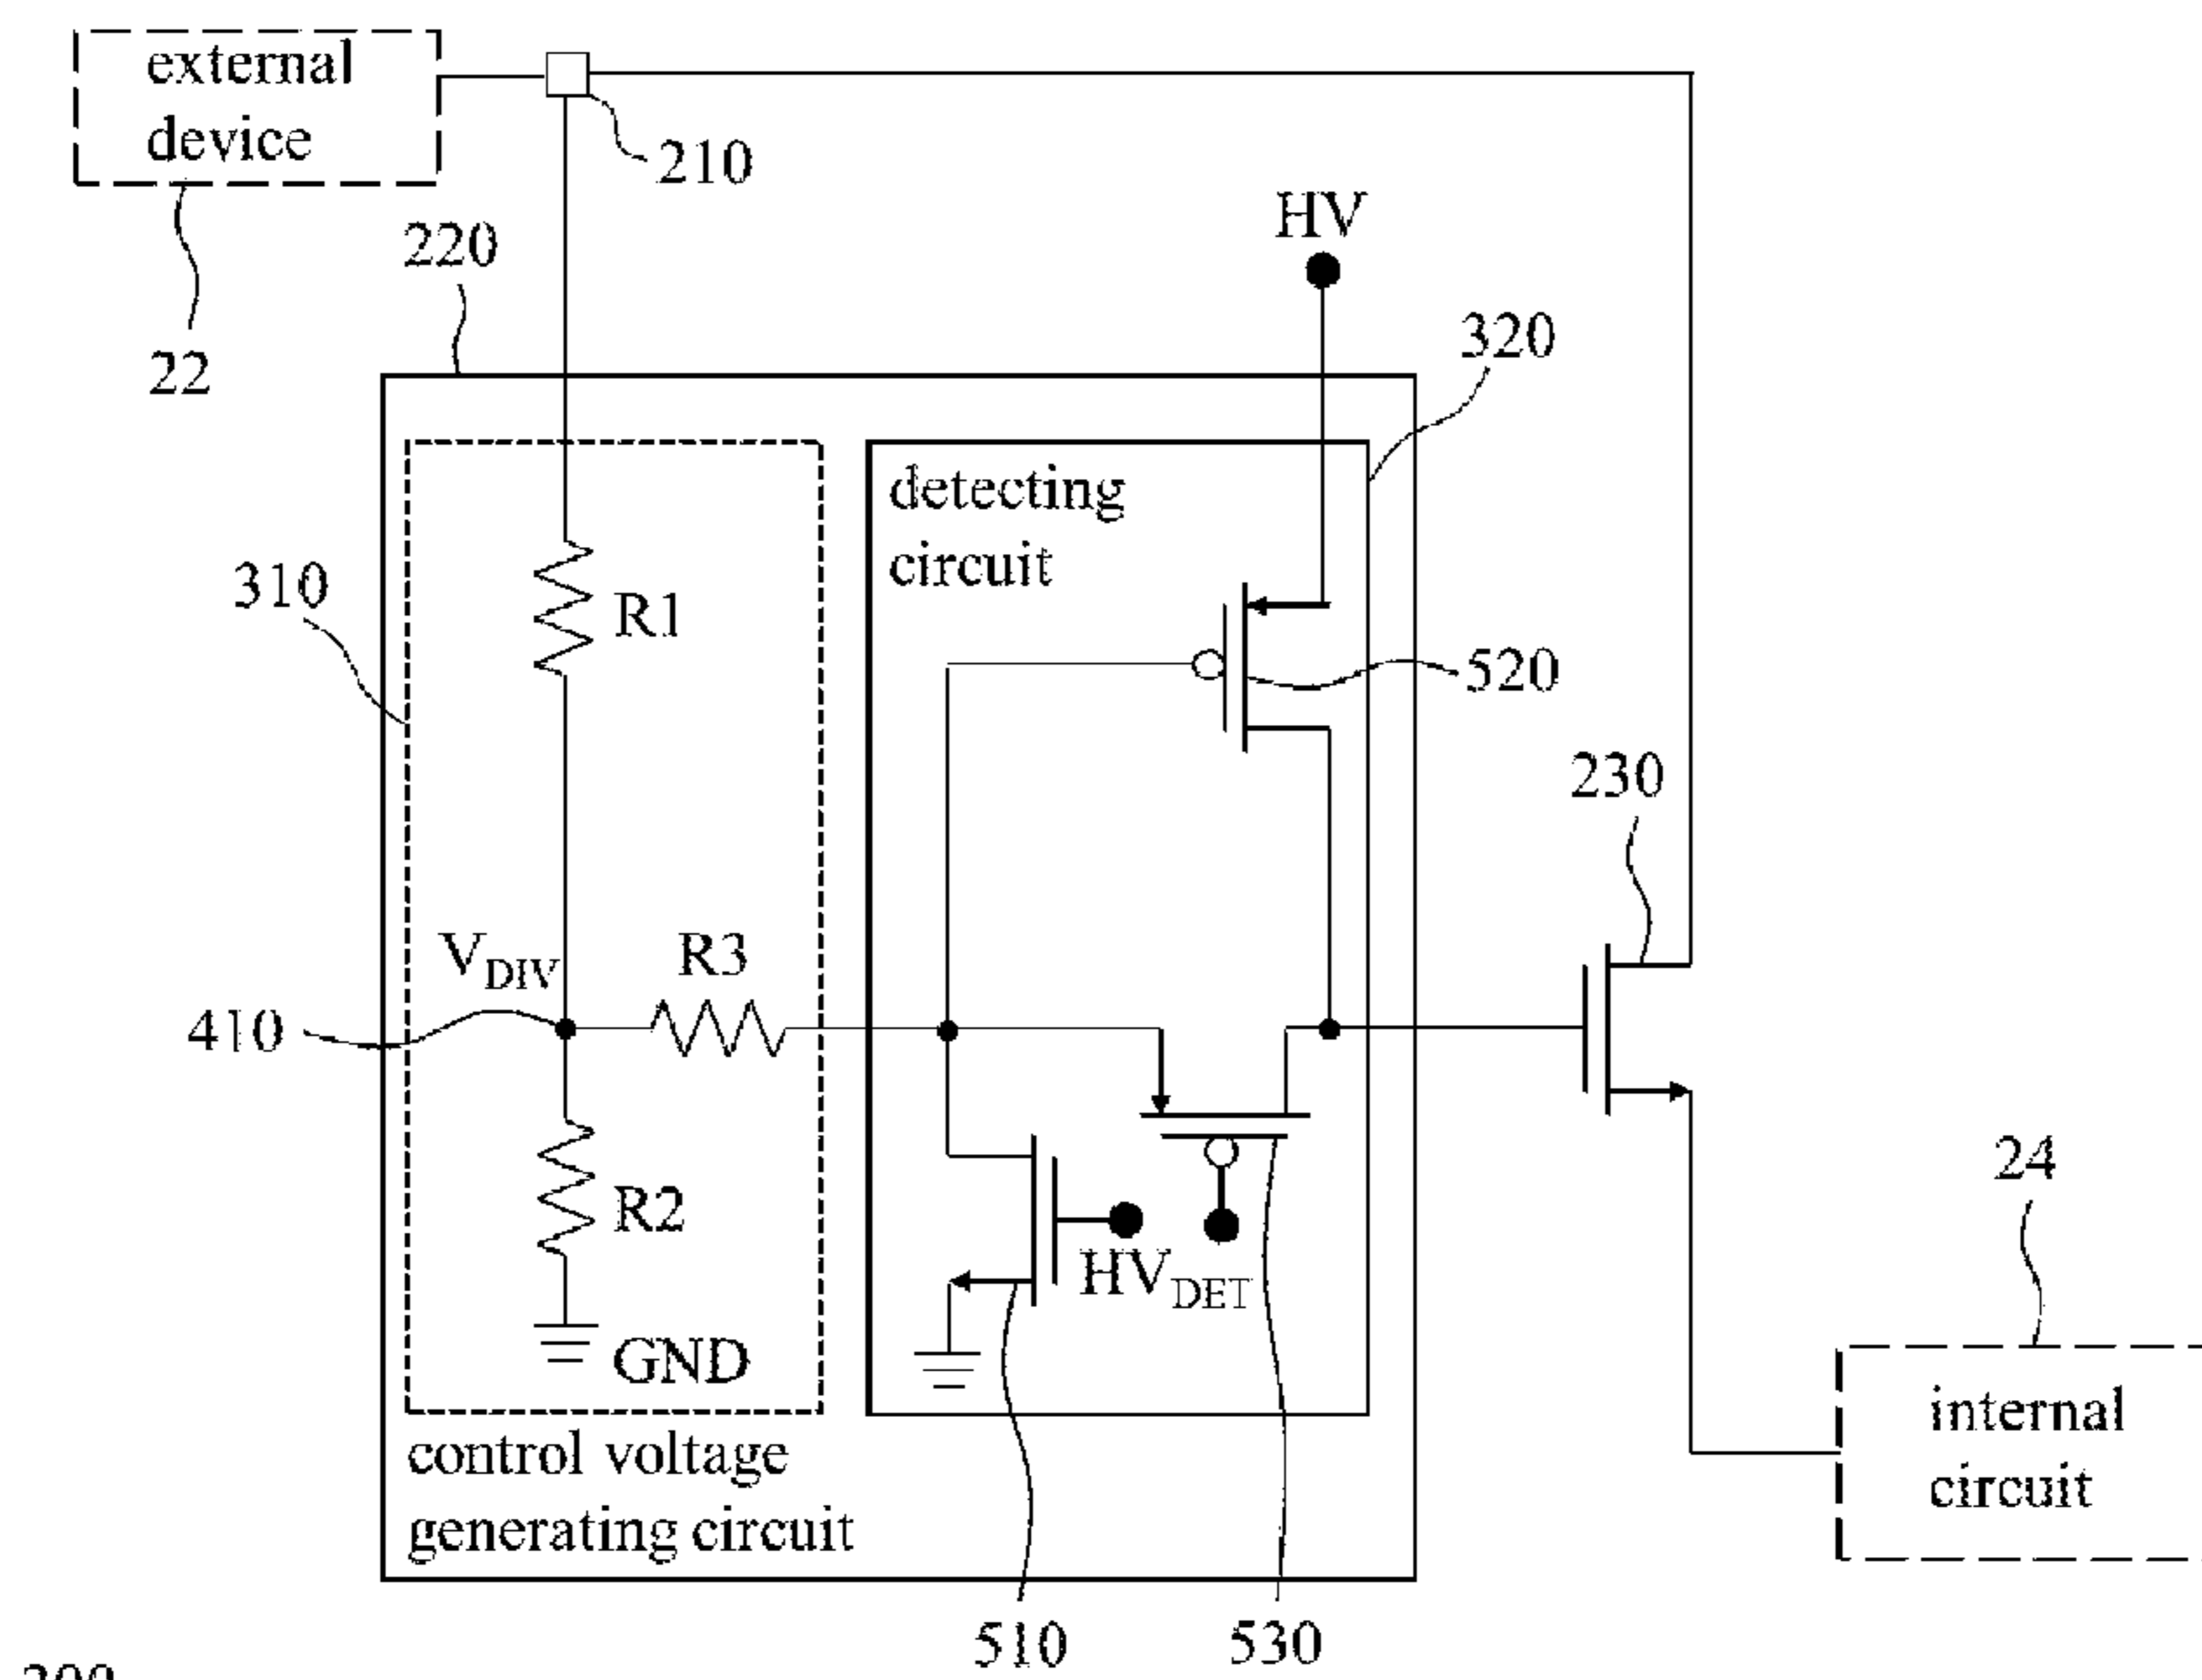 external
device
210
22
220
HV
320
detecting
circuit
310
R1
520
230
V_DIV
R3
410
24
R2
HV_DET
GND
internal
circuit
control voltage
generating circuit
510
530